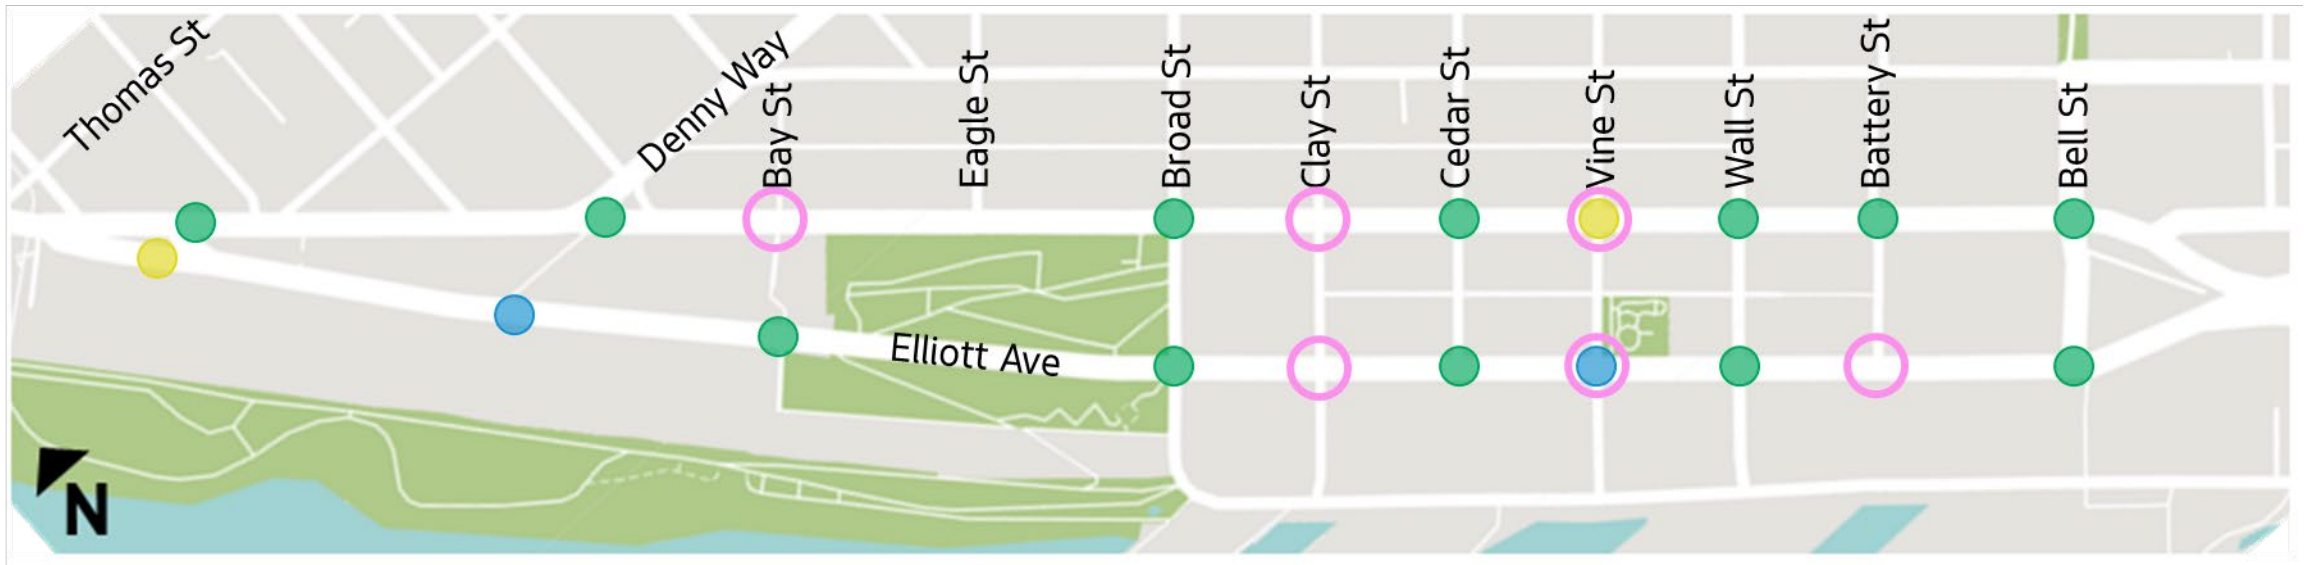 Thomas St
Denny Way
Bay St
Eagle St
Broad St
Clay St
Cedar St
Vine St
Wall St
Battery St
Bell St
Elliott Ave
N